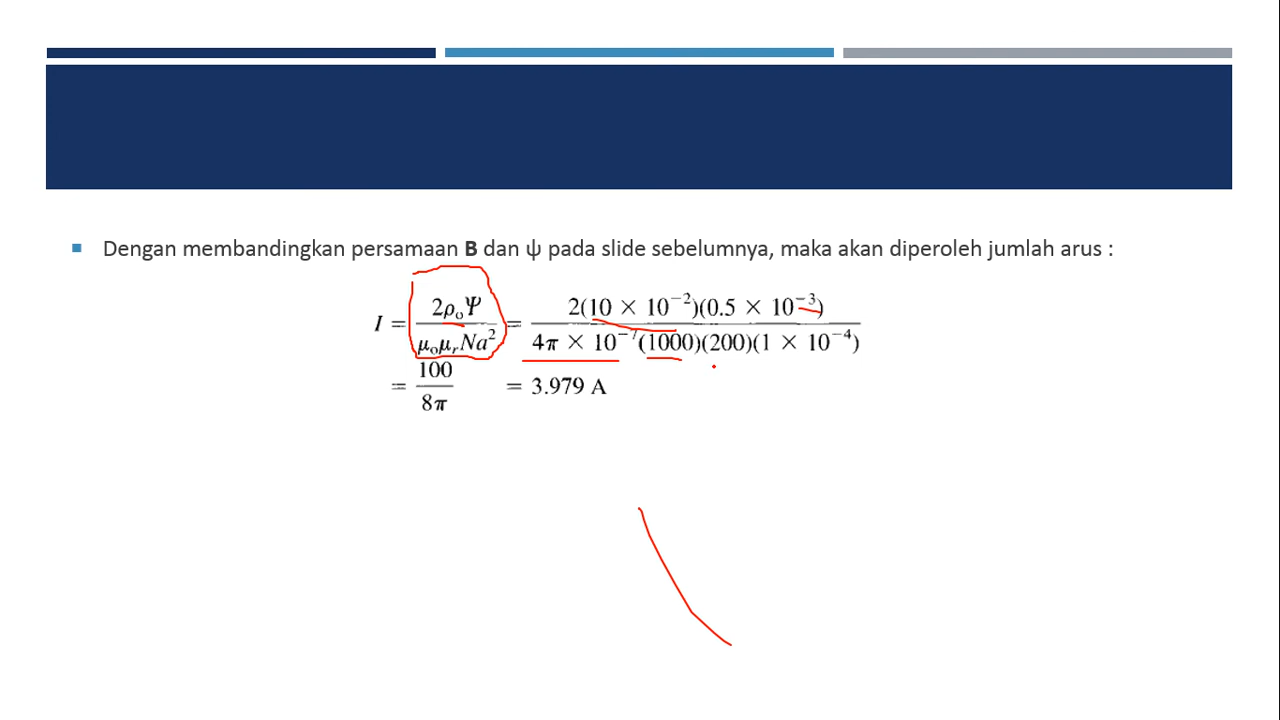 Dengan membandingkan persamaan B dan ψ pada slide sebelumnya, maka akan diperoleh jumlah arus :
I = 2ρ₀Ψ / μ₀μᵣNa² = 2(10 × 10⁻²)(0.5 × 10⁻³) / 4π × 10⁻⁷(1000)(200)(1 × 10⁻⁴)
= 100 / 8π = 3.979 A